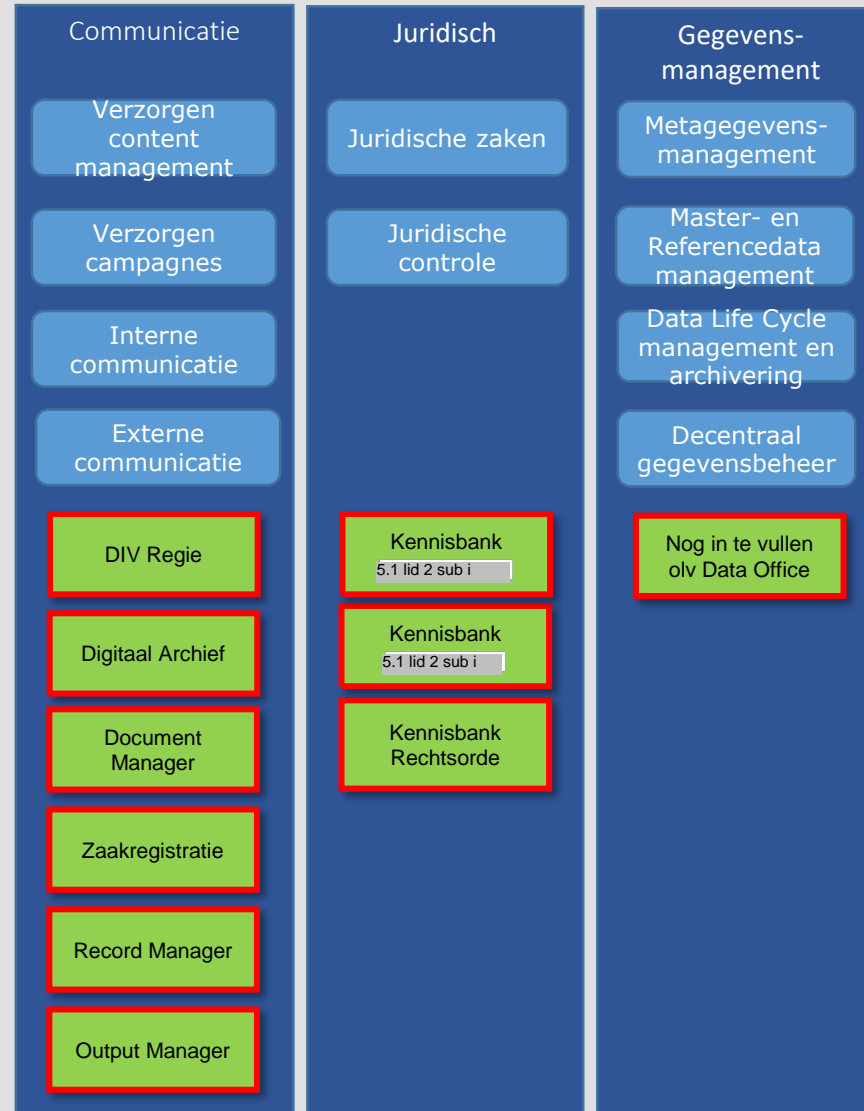 Communicatie
Verzorgen
content
management
Verzorgen
campagnes
Interne
communicatie
Externe
communicatie
DIV Regie
Digitaal Archief
Document
Manager
Zaakregistratie
Record Manager
Output Manager
Juridisch
Juridische zaken
Juridische
controle
Kennisbank
5.1 lid 2 sub i
Kennisbank
5.1 lid 2 sub i
Kennisbank
Rechtsorde
Gegevens-
management
Metagegevens-
management
Master- en
Referencedata
management
Data Life Cycle
management en
archivering
Decentraal
gegevensbeheer
Nog in te vullen
olv Data Office